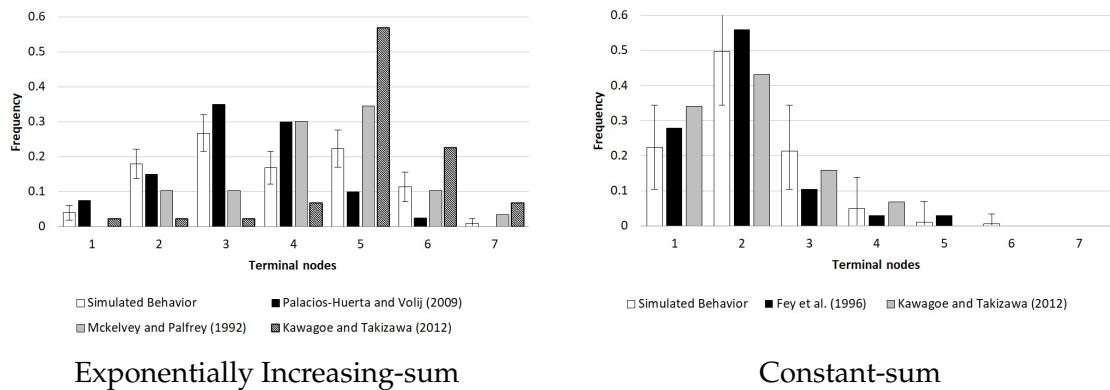 0.6
0.5
0.4
0.3
0.2
0.1
0
Frequency
1 2 3 4 5 6 7
Terminal nodes
Simulated Behavior Palacios-Huerta and Volij (2009)
Mckelvey and Palfrey (1992) Kawagoe and Takizawa (2012)
Exponentially Increasing-sum
0.6
0.5
0.4
0.3
0.2
0.1
0
Frequency
1 2 3 4 5 6 7
Terminal nodes
Simulated Behavior Fey et al. (1996) Kawagoe and Takizawa (2012)
Constant-sum